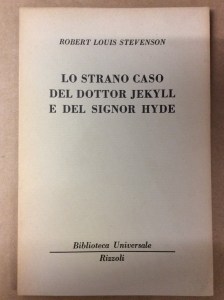 ROBERT LOUIS STEVENSON
LO STRANO CASO
DEL DOTTOR JEKYLL
E DEL SIGNOR HYDE
Biblioteca Universale
Rizzoli